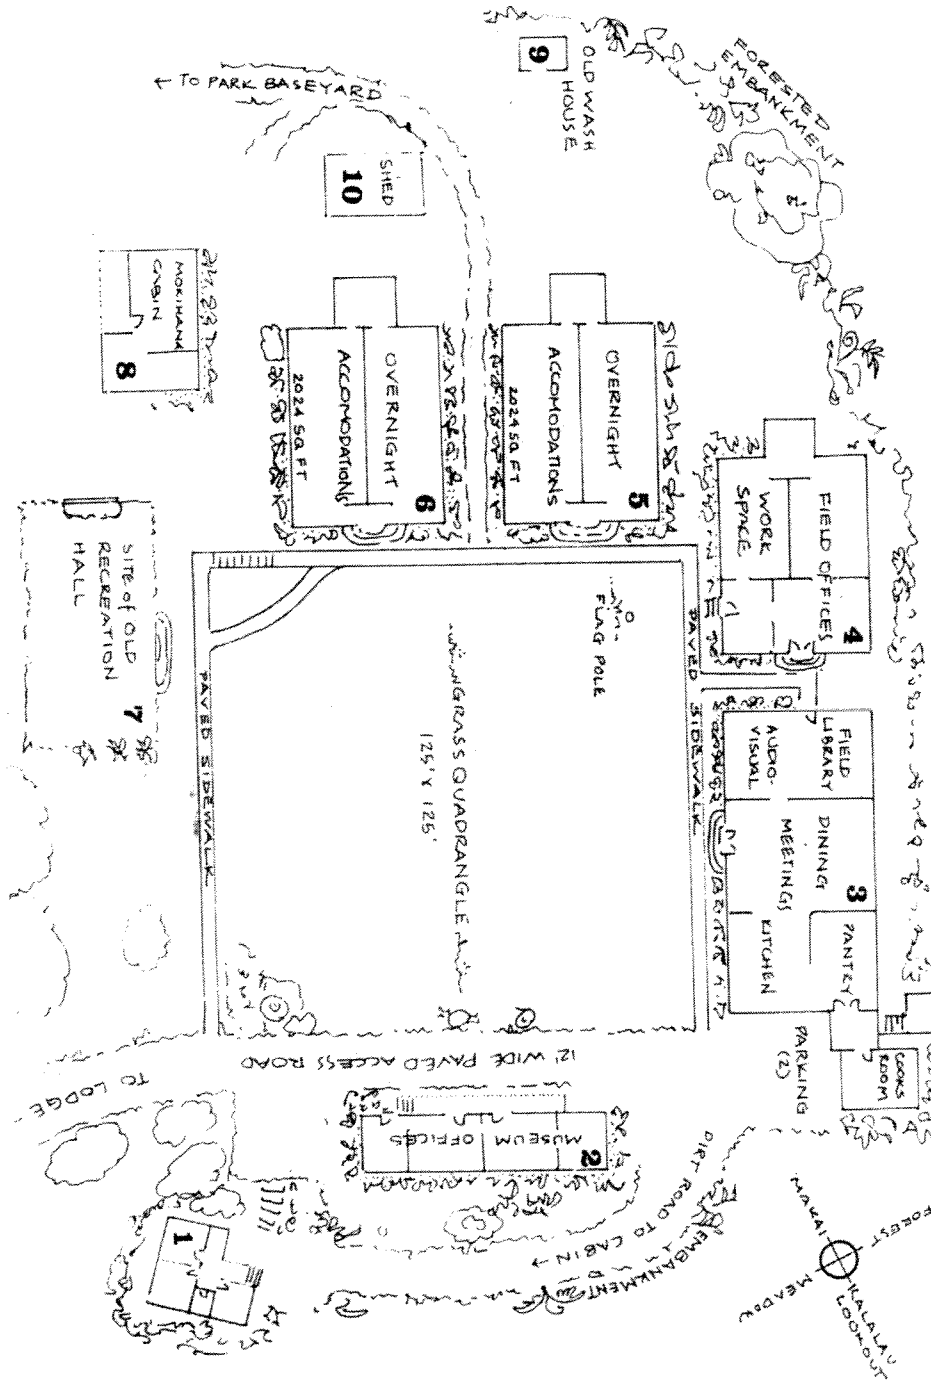 ← TO PARK BASEYARD
9
OLD WASH
HOUSE
FORESTED
EMBANKMENT
SHED
10
MOKIHANA
CABIN
8
OVERNIGHT
ACCOMODATIONS
2024 SQ FT
6
OVERNIGHT
ACCOMODATIONS
2024 SQ FT
5
FIELD OFFICES
WORK
SPACE
4
SITE of OLD
RECREATION
HALL
7
PAVED SIDEWALK
FLAG POLE
GRASS QUADRANGLE
125' X 125'
PAVED SIDEWALK
FIELD
LIBRARY
AUDIO-
VISUAL
DINING
MEETINGS
3
PANTRY
KITCHEN
COOKS
ROOM
PARKING
(2)
12' WIDE PAVED ACCESS ROAD
TO LODGE
MUSEUM OFFICES
2
DIRT ROAD TO CABIN →
EMBANKMENT
1
MAKAI
FOREST
MEADOW
KALALAU
LOOKOUT